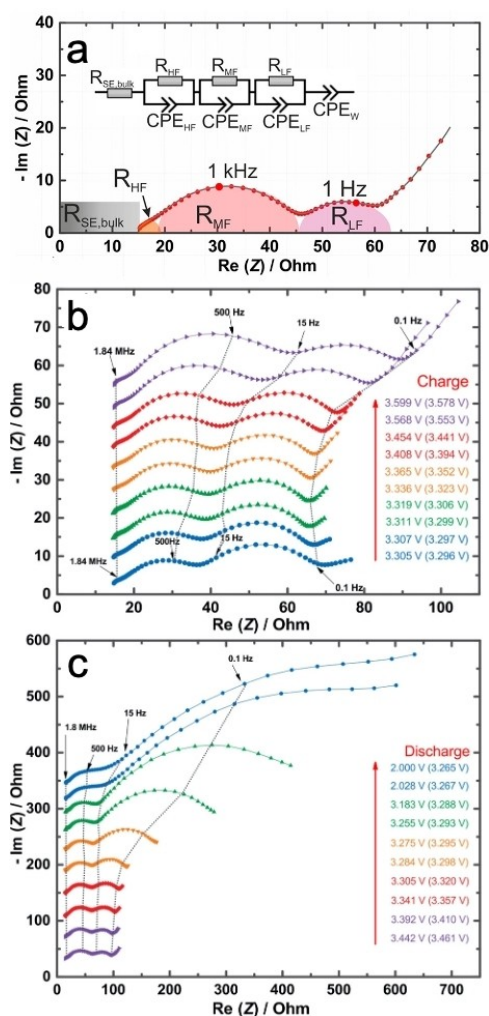 a
40
30
20
10
0
- Im (Z) / Ohm
R_SE,bulk
R_HF
R_MF
R_LF
CPE_HF
CPE_MF
CPE_LF
CPE_W
1 kHz
1 Hz
R_HF
R_SE,bulk
R_MF
R_LF
0 10 20 30 40 50 60 70 80
Re (Z) / Ohm
b
80
70
60
50
40
30
20
10
0
- Im (Z) / Ohm
500 Hz
15 Hz
0.1 Hz
1.84 MHz
Charge
3.599 V (3.578 V)
3.568 V (3.553 V)
3.454 V (3.441 V)
3.408 V (3.394 V)
3.365 V (3.352 V)
3.336 V (3.323 V)
3.319 V (3.306 V)
3.311 V (3.299 V)
3.307 V (3.297 V)
3.305 V (3.296 V)
1.84 MHz
500Hz
15 Hz
0.1 Hz
0 20 40 60 80 100
Re (Z) / Ohm
c
600
500
400
300
200
100
0
- Im (Z) / Ohm
0.1 Hz
1.8 MHz
500 Hz
15 Hz
Discharge
2.000 V (3.265 V)
2.028 V (3.267 V)
3.183 V (3.288 V)
3.255 V (3.293 V)
3.275 V (3.295 V)
3.284 V (3.298 V)
3.305 V (3.320 V)
3.341 V (3.357 V)
3.392 V (3.410 V)
3.442 V (3.461 V)
0 100 200 300 400 500 600 700
Re (Z) / Ohm